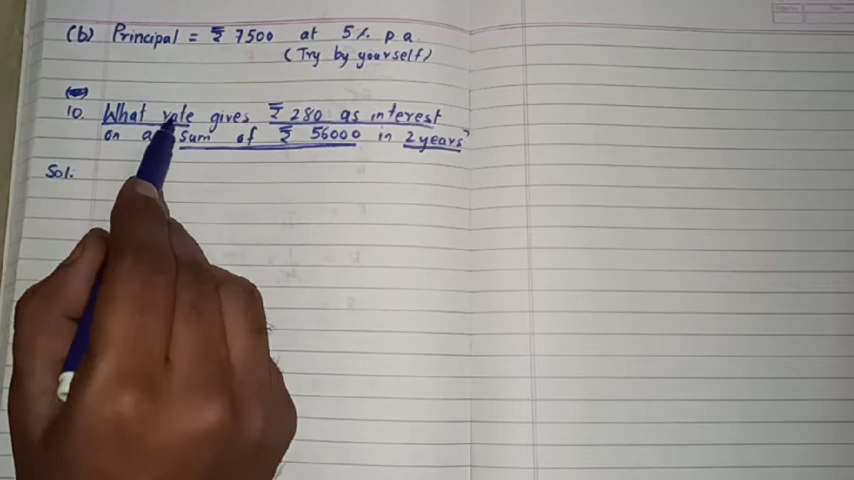 (b) Principal = ₹ 7500 at 5% p a.
(Try by yourself)
10. What rate gives ₹ 280 as interest
on a sum of ₹ 56000 in 2 years?
Sol.